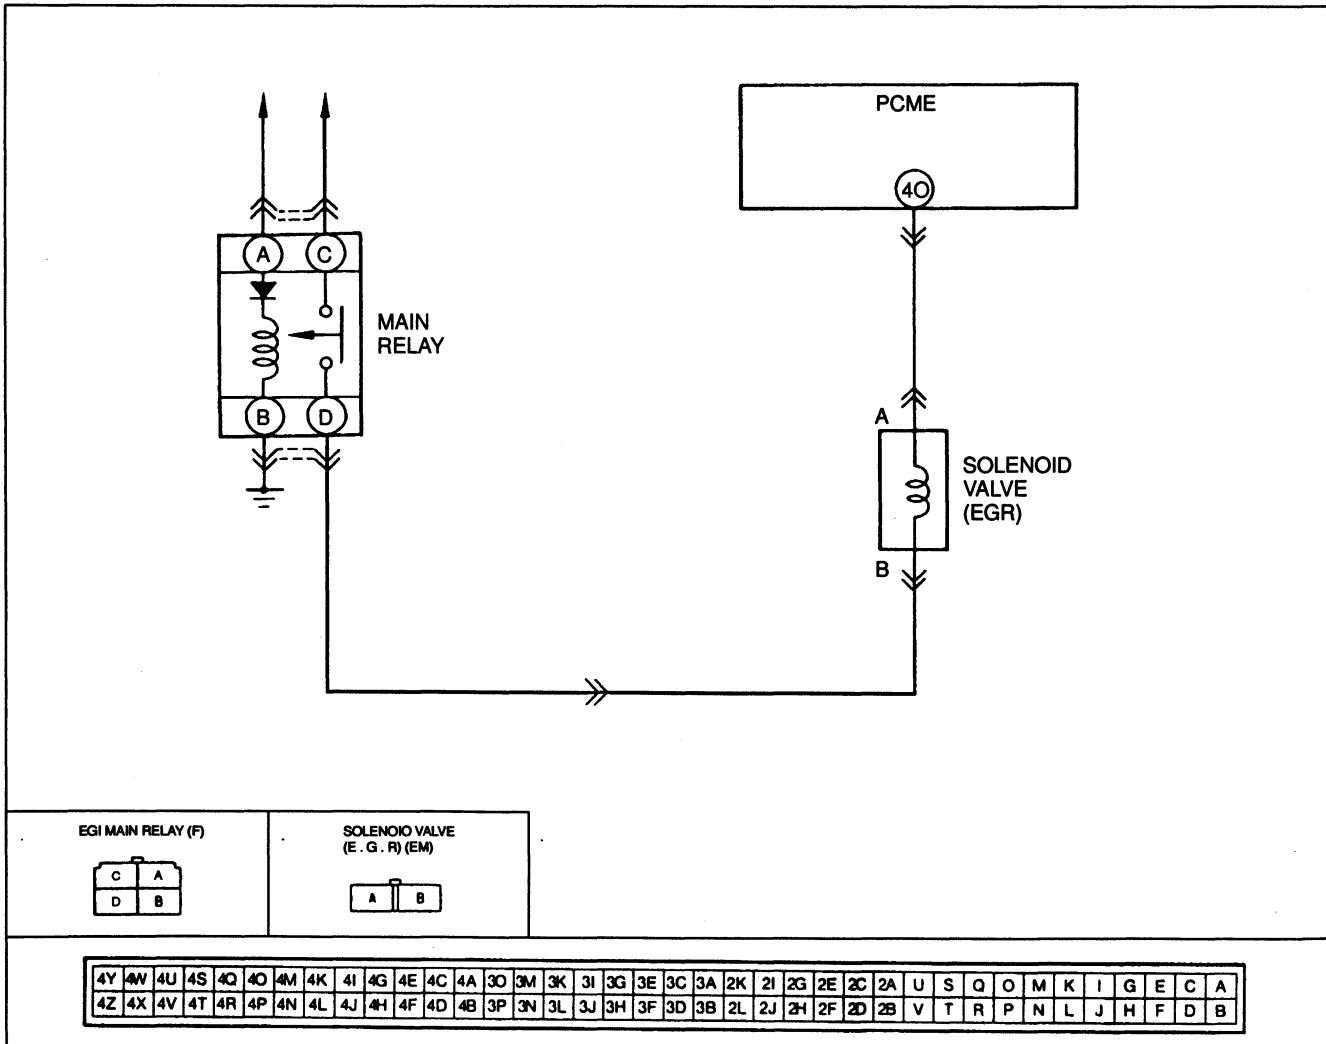 PCME
4O
A C
MAIN
RELAY
B D
A
SOLENOID
VALVE
(EGR)
B
EGI MAIN RELAY (F)
C A
D B
SOLENOIO VALVE
(E . G . R) (EM)
A B
4Y 4W 4U 4S 4Q 4O 4M 4K 4I 4G 4E 4C 4A 3O 3M 3K 3I 3G 3E 3C 3A 2K 2I 2G 2E 2C 2A U S Q O M K I G E C A
4Z 4X 4V 4T 4R 4P 4N 4L 4J 4H 4F 4D 4B 3P 3N 3L 3J 3H 3F 3D 3B 2L 2J 2H 2F 2D 2B V T R P N L J H F D B